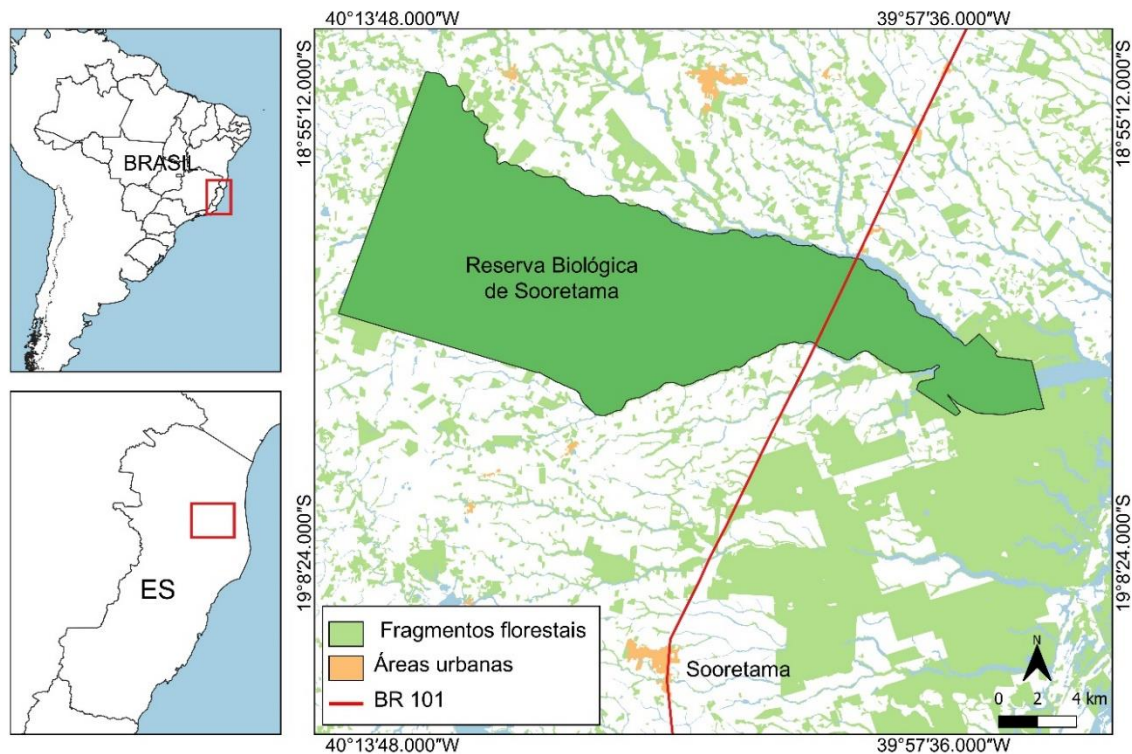 40°13'48.000"W
39°57'36.000"W
18°55'12.000"S
18°55'12.000"S
BRASIL
Reserva Biológica
de Sooretama
ES
19°8'24.000"S
19°8'24.000"S
Fragmentos florestais
Áreas urbanas
BR 101
Sooretama
N
0 2 4 km
40°13'48.000"W
39°57'36.000"W